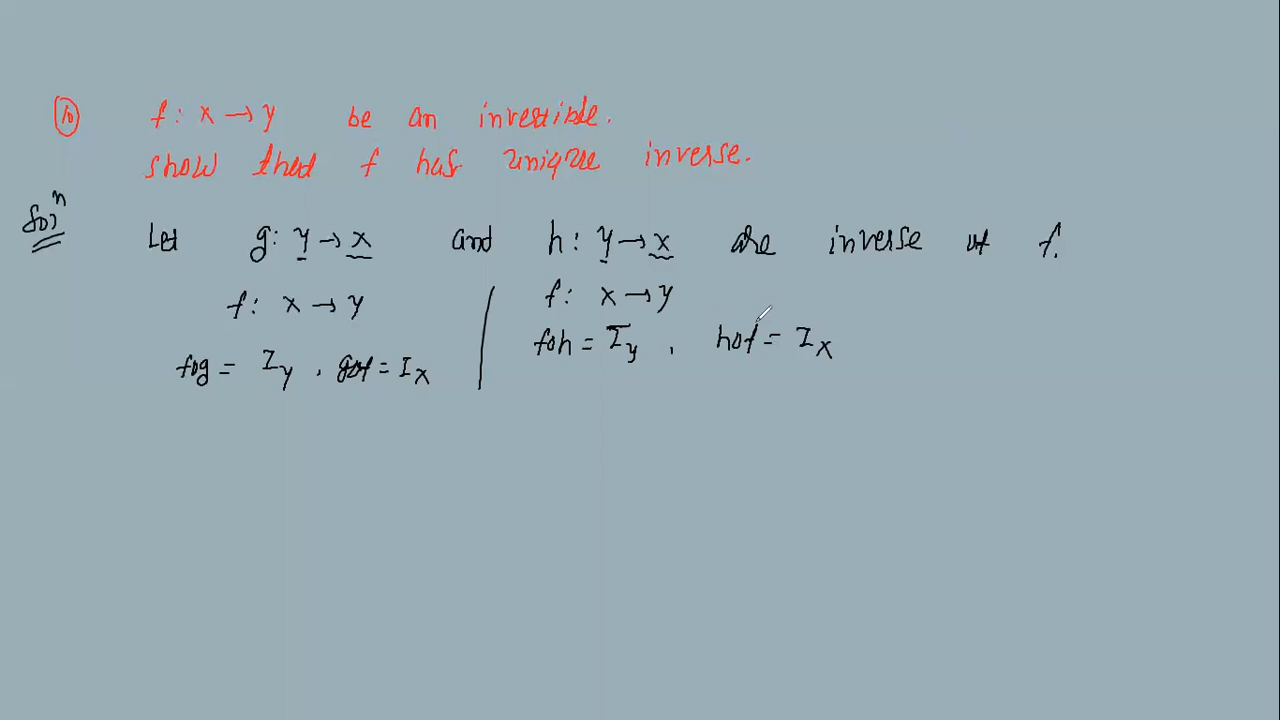 10 f: x → y be an invertible.
show that f has unique inverse.
Solⁿ Let g: y → x and h: y → x are inverse of f.
f: x → y f: x → y
fog = I_y , gof = I_x foh = I_y , hof = I_x